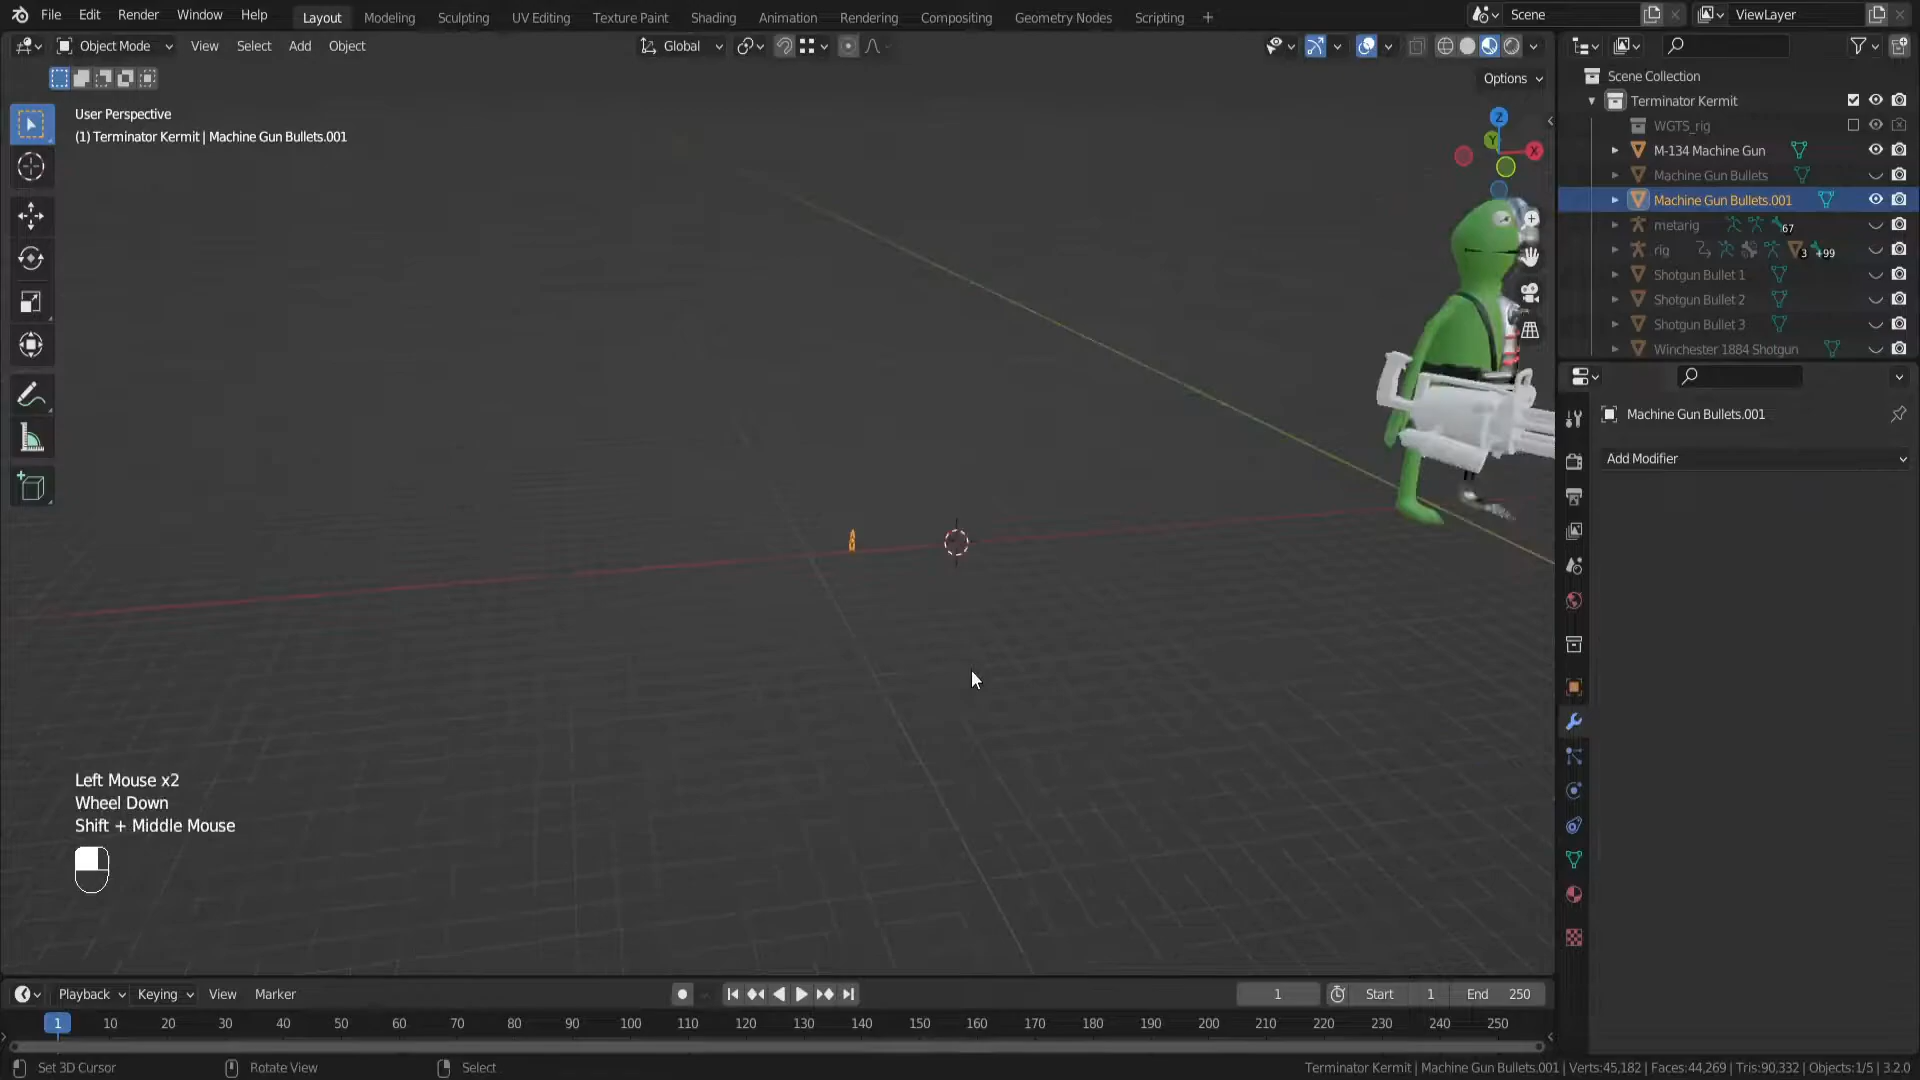 File Edit Render Window Help Layout Modeling Sculpting UV Editing Texture Paint Shading Animation Rendering Compositing Geometry Nodes Scripting + Scene ViewLayer
Object Mode View Select Add Object Global
Options
User Perspective
(1) Terminator Kermit | Machine Gun Bullets.001
Z
Y
X
Scene Collection
Terminator Kermit
WGTS_rig
M-134 Machine Gun
Machine Gun Bullets
Machine Gun Bullets.001
metarig 67
rig 3 +99
Shotgun Bullet 1
Shotgun Bullet 2
Shotgun Bullet 3
Winchester 1884 Shotgun
Machine Gun Bullets.001
Add Modifier
Left Mouse x2
Wheel Down
Shift + Middle Mouse
Playback Keying View Marker 1 Start 1 End 250
1 10 20 30 40 50 60 70 80 90 100 110 120 130 140 150 160 170 180 190 200 210 220 230 240 250
Set 3D Cursor Rotate View Select Terminator Kermit | Machine Gun Bullets.001 | Verts:45,182 | Faces:44,269 | Tris:90,332 | Objects:1/5 | 3.2.0